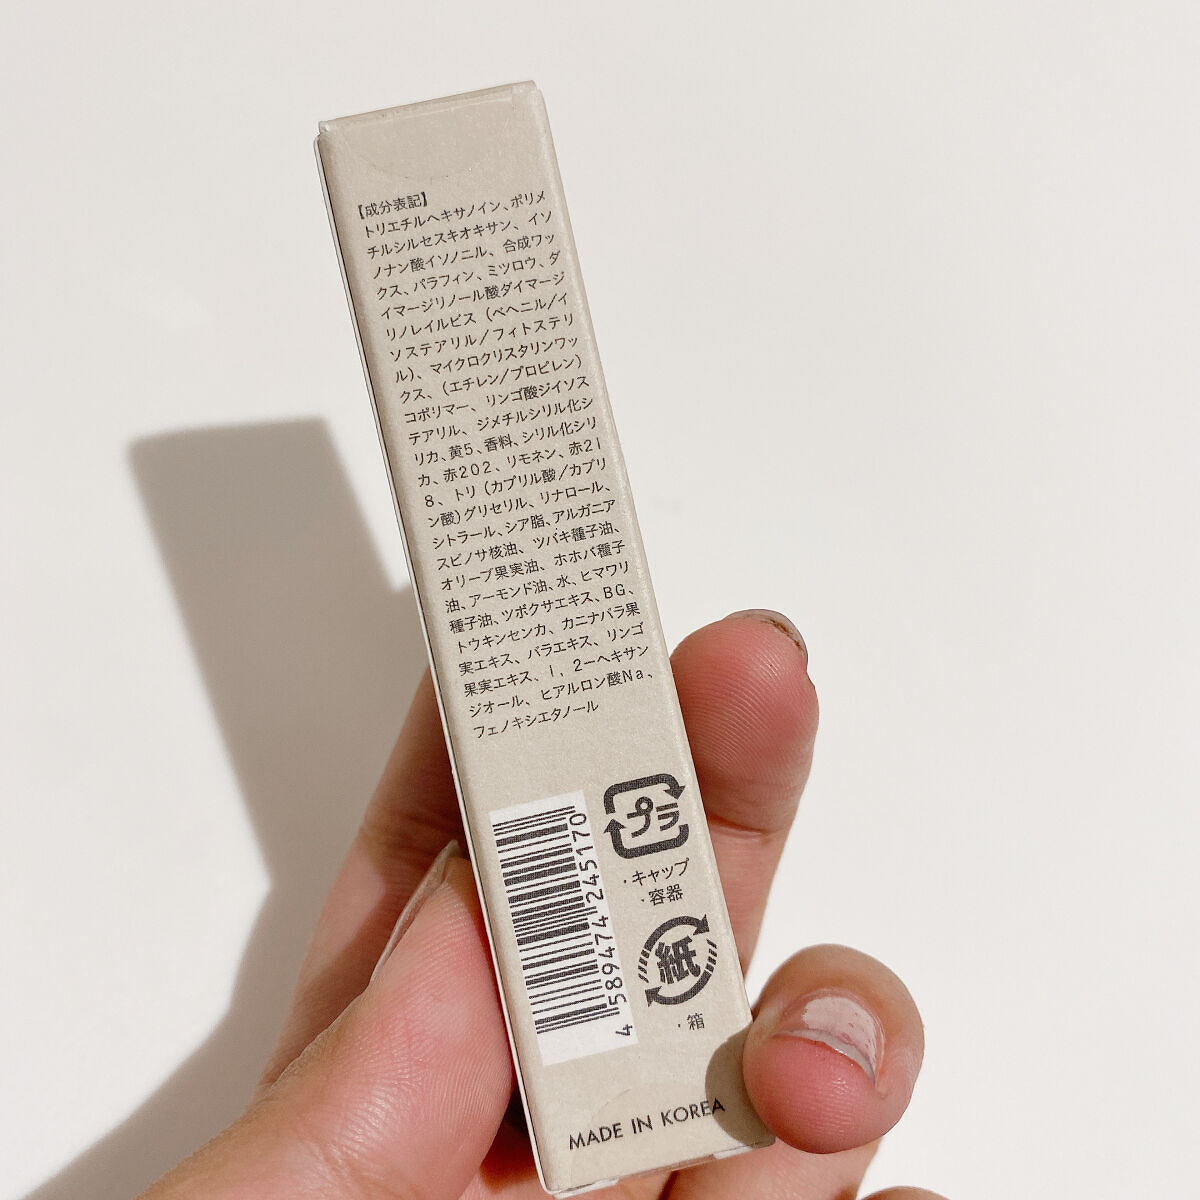 【成分表記】
トリエチルヘキサノイン、ポリメ
チルシルセスキオキサン、イソ
ノナン酸イソノニル、合成ワッ
クス、パラフィン、ミツロウ、ダ
イマージリノール酸ダイマージ
リノレイルビス(ベヘニル/イ
ソステアリル/フィトステリ
ル)、マイクロクリスタリンワッ
クス、(エチレン/プロピレン)
コポリマー、リンゴ酸ジイソス
テアリル、ジメチルシリル化シ
リカ、黄5、香料、シリル化シリ
カ、赤202、リモネン、赤21
8、トリ(カプリル酸/カプリ
ン酸)グリセリル、リナロール、
シトラール、シア脂、アルガニア
スピノサ核油、ツバキ種子油、
オリーブ果実油、ホホバ種子
油、アーモンド油、水、ヒマワリ
種子油、ツボクサエキス、BG、
トウキンセンカ、カニナバラ果
実エキス、バラエキス、リンゴ
果実エキス、1,2-ヘキサン
ジオール、ヒアルロン酸Na、
フェノキシエタノール
プラ
・キャップ
・容器
紙
・箱
4589474245170
MADE IN KOREA